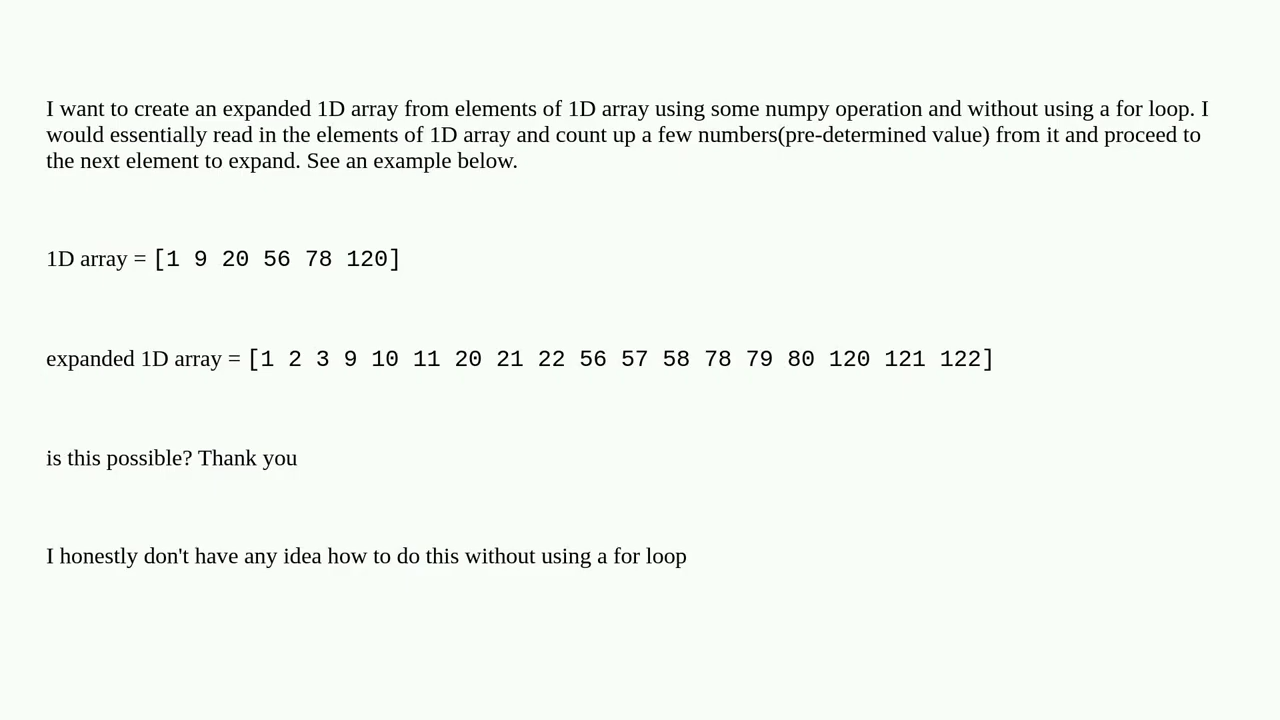 I want to create an expanded 1D array from elements of 1D array using some numpy operation and without using a for loop. I
would essentially read in the elements of 1D array and count up a few numbers(pre-determined value) from it and proceed to
the next element to expand. See an example below.
1D array = [1 9 20 56 78 120]
expanded 1D array = [1 2 3 9 10 11 20 21 22 56 57 58 78 79 80 120 121 122]
is this possible? Thank you
I honestly don't have any idea how to do this without using a for loop